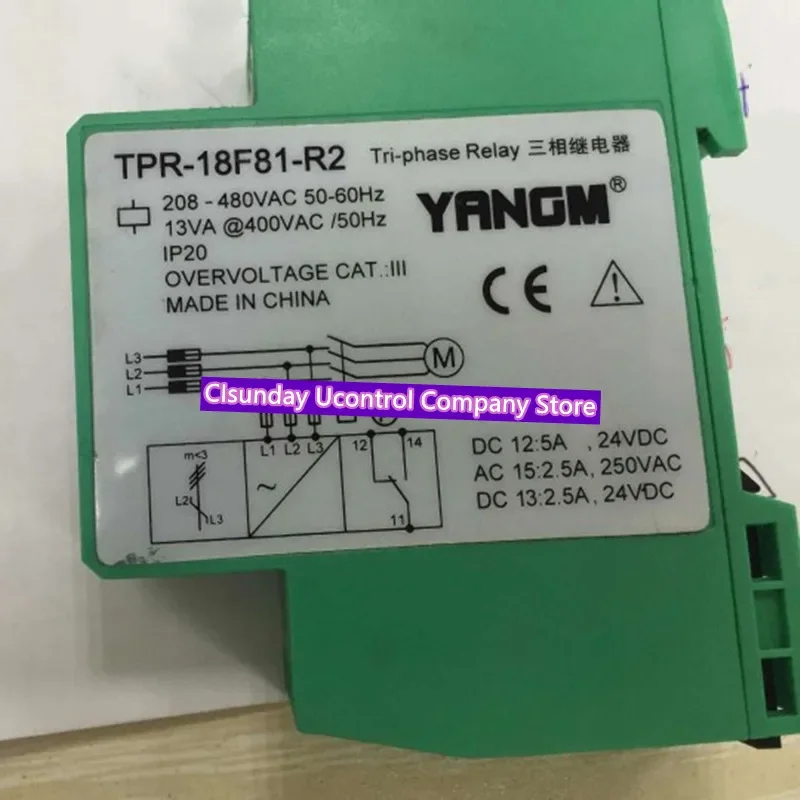 TPR-18F81-R2 Tri-phase Relay 三相继电器
208 - 480VAC 50-60Hz
13VA @400VAC /50Hz
IP20
OVERVOLTAGE CAT.:III
MADE IN CHINA
YANGM®
CE
L3
L2
L1
M
Clsunday Ucontrol Company Store
m<3
L2
L3
~
L1 L2 L3
12 14
11
DC 12:5A , 24VDC
AC 15:2.5A, 250VAC
DC 13:2.5A, 24VDC